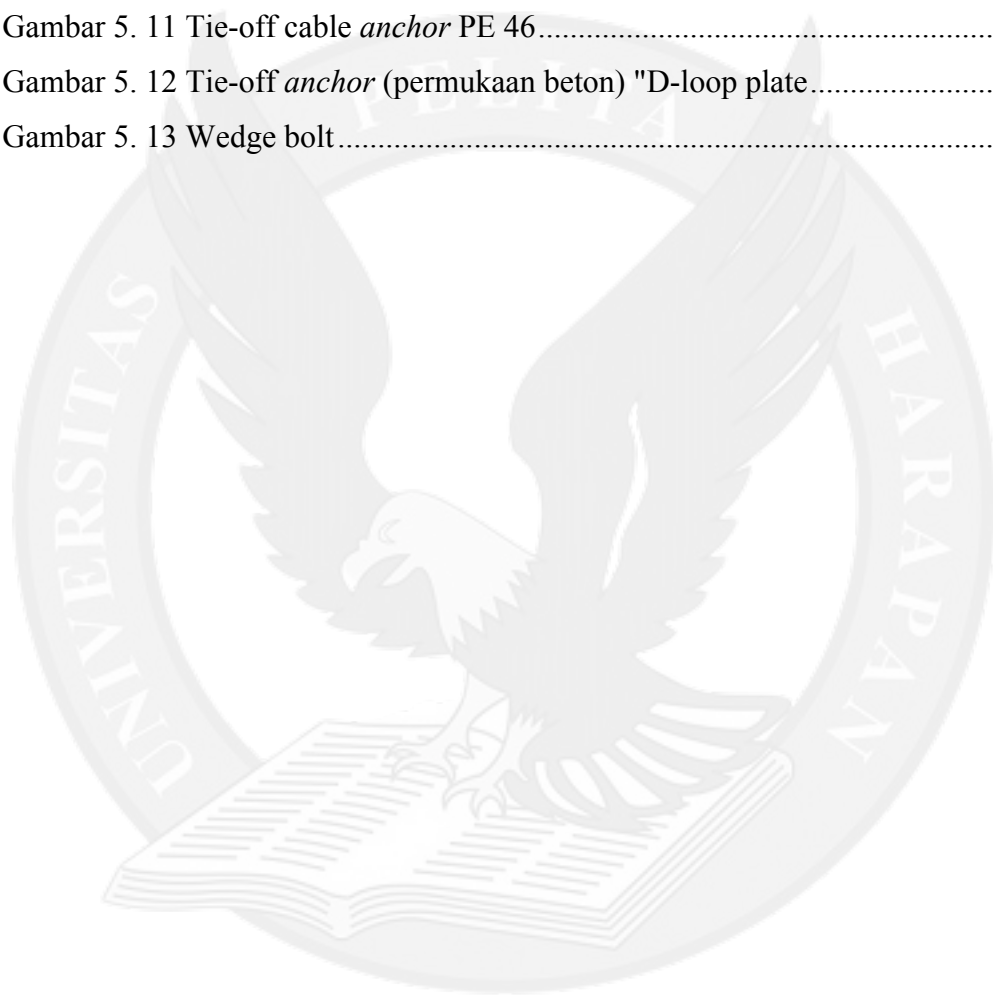 Gambar 5. 11 Tie-off cable anchor PE 46.......................................................
Gambar 5. 12 Tie-off anchor (permukaan beton) "D-loop plate.......................
Gambar 5. 13 Wedge bolt.................................................................................
UNIVERSITAS PELITA HARAPAN